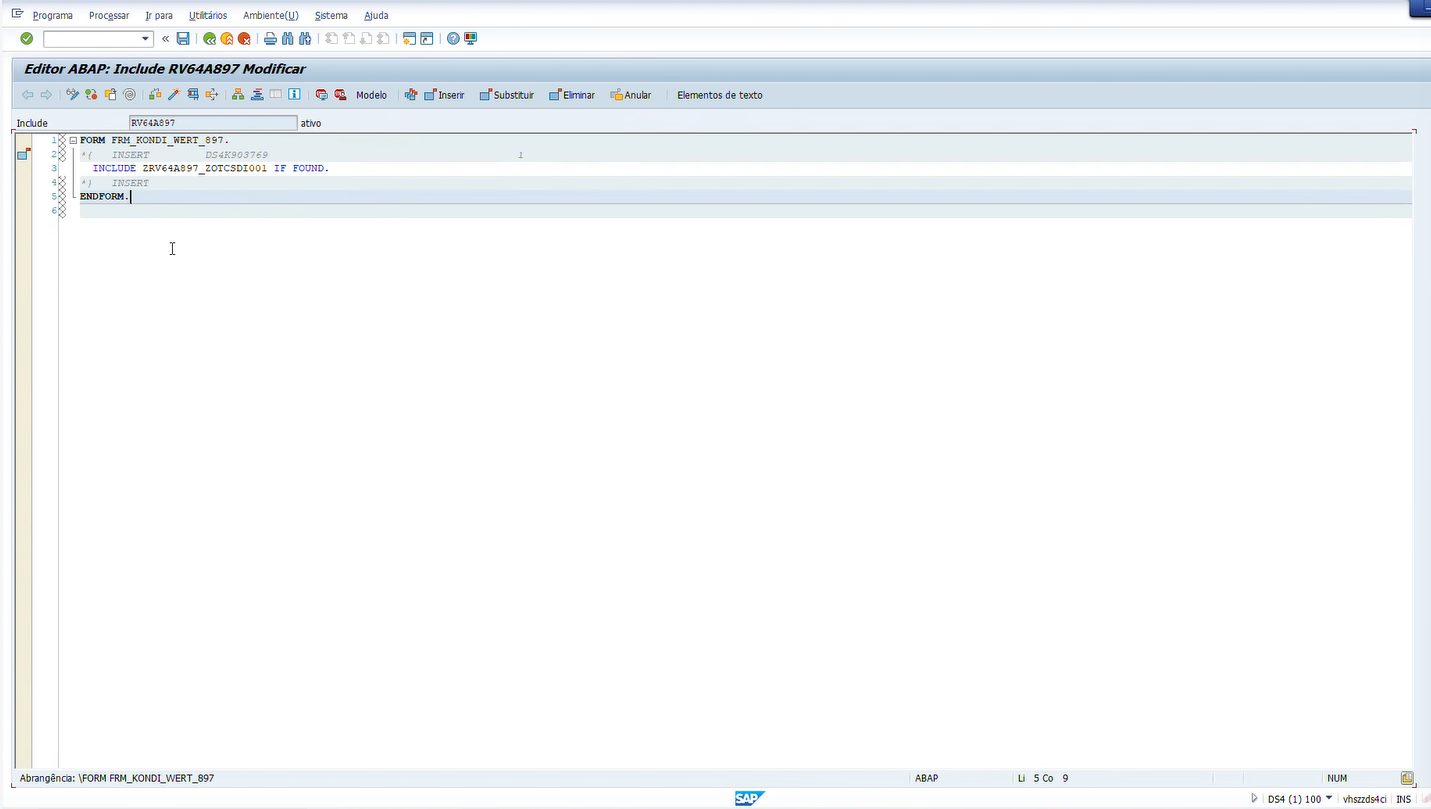 Programa Processar Ir para Utilitários Ambiente(U) Sistema Ajuda
Editor ABAP: Include RV64A897 Modificar
Modelo Inserir Substituir Eliminar Anular Elementos de texto
Include RV64A897 ativo
1 FORM FRM_KONDI_WERT_897.
2 *{ INSERT DS4K903769 1
3 INCLUDE ZRV64A897_ZOTCSDI001 IF FOUND.
4 *} INSERT
5 ENDFORM.
6
Abrangência: \FORM FRM_KONDI_WERT_897 ABAP Li 5 Co 9 NUM
SAP DS4 (1) 100 vhszzds4ci INS